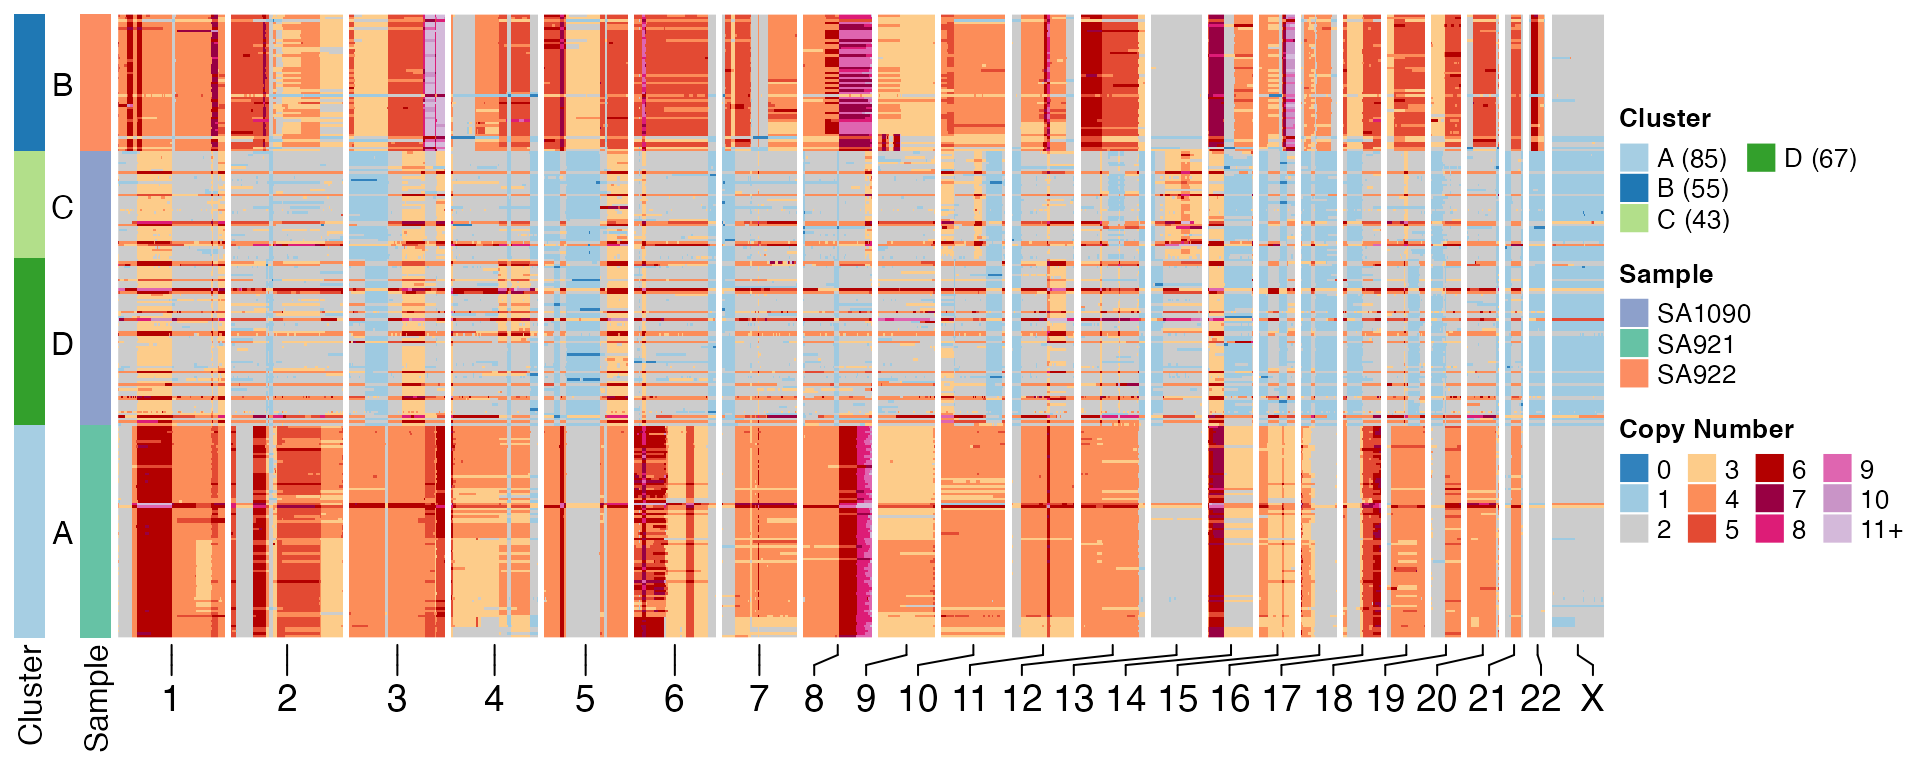 B
C
D
A
Cluster
Sample
1 2 3 4 5 6 7 8 9 10 11 12 13 14 15 16 17 18 19 20 21 22 X
Cluster
A (85) D (67)
B (55)
C (43)
Sample
SA1090
SA921
SA922
Copy Number
0 3 6 9
1 4 7 10
2 5 8 11+